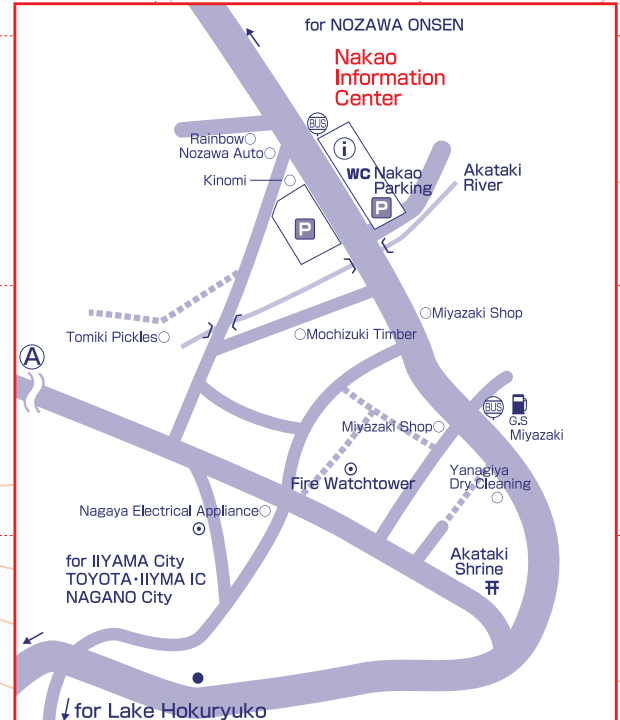 for NOZAWA ONSEN
Nakao
Information
Center
BUS
Rainbow
Nozawa Auto
i
Kinomi
WC Nakao
Parking
P
Akataki
River
P
Miyazaki Shop
Tomiki Pickles
Mochizuki Timber
A
BUS
G.S
Miyazaki
Miyazaki Shop
Yanagiya
Dry Cleaning
Fire Watchtower
Nagaya Electrical Appliance
for IIYAMA City
TOYOTA・IIYMA IC
NAGANO City
Akataki
Shrine
for Lake Hokuryuko